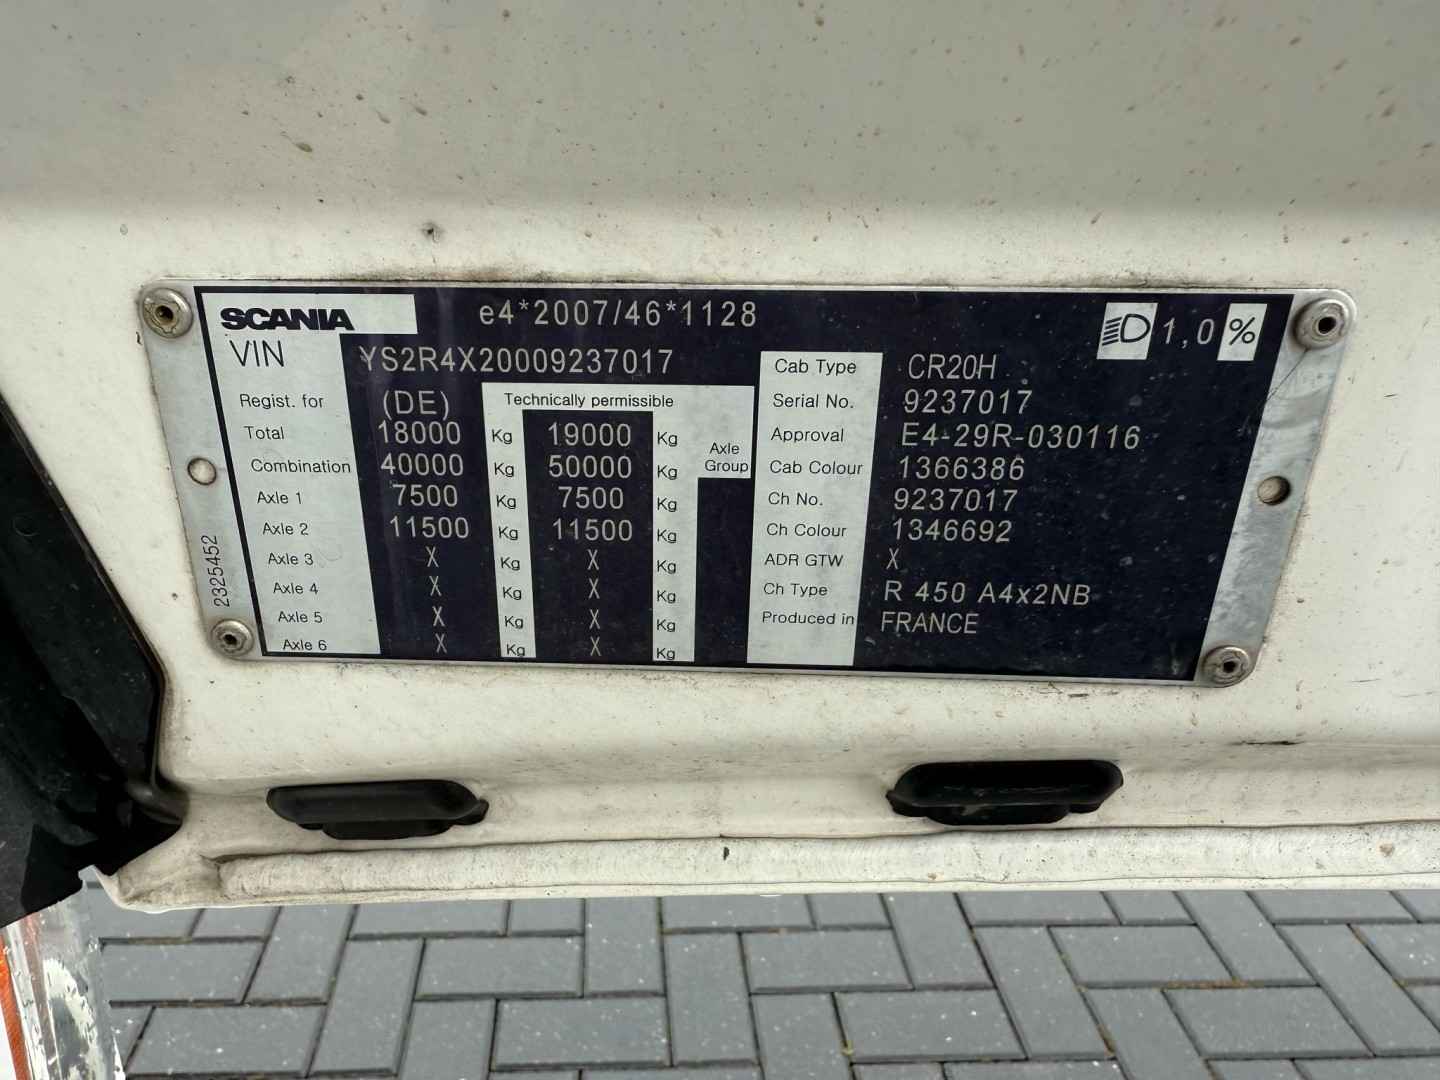 SCANIA e4*2007/46*1128 1,0%
VIN YS2R4X20009237017
Regist. for (DE) Technically permissible
Total 18000 Kg 19000 Kg
Combination 40000 Kg 50000 Kg Axle Group
Axle 1 7500 Kg 7500 Kg
Axle 2 11500 Kg 11500 Kg
Axle 3 X Kg X Kg
Axle 4 X Kg X Kg
Axle 5 X Kg X Kg
Axle 6 X Kg X Kg
Cab Type CR20H
Serial No. 9237017
Approval E4-29R-030116
Cab Colour 1366386
Ch No. 9237017
Ch Colour 1346692
ADR GTW X
Ch Type R 450 A4x2NB
Produced in FRANCE
2325452